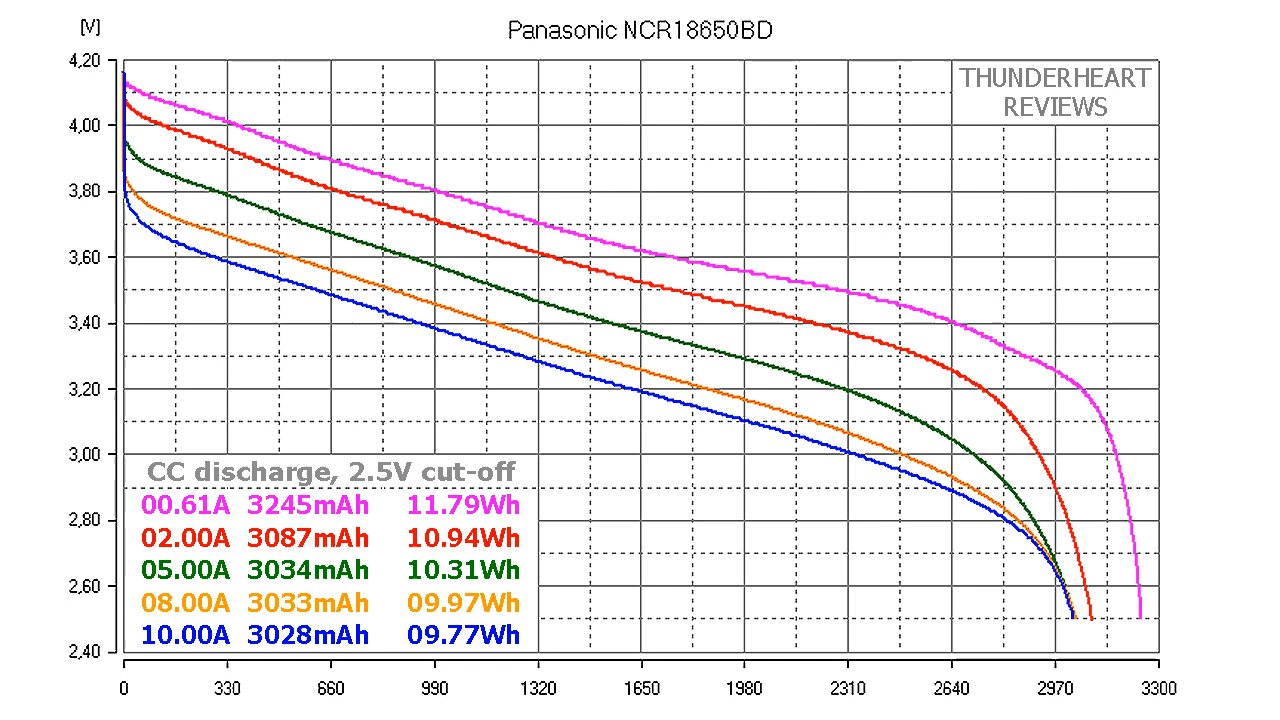 [V]
Panasonic NCR18650BD
THUNDERHEART
REVIEWS
4,20
4,00
3,80
3,60
3,40
3,20
3,00
2,80
2,60
2,40
CC discharge, 2.5V cut-off
00.61A 3245mAh 11.79Wh
02.00A 3087mAh 10.94Wh
05.00A 3034mAh 10.31Wh
08.00A 3033mAh 09.97Wh
10.00A 3028mAh 09.77Wh
0 330 660 990 1320 1650 1980 2310 2640 2970 3300